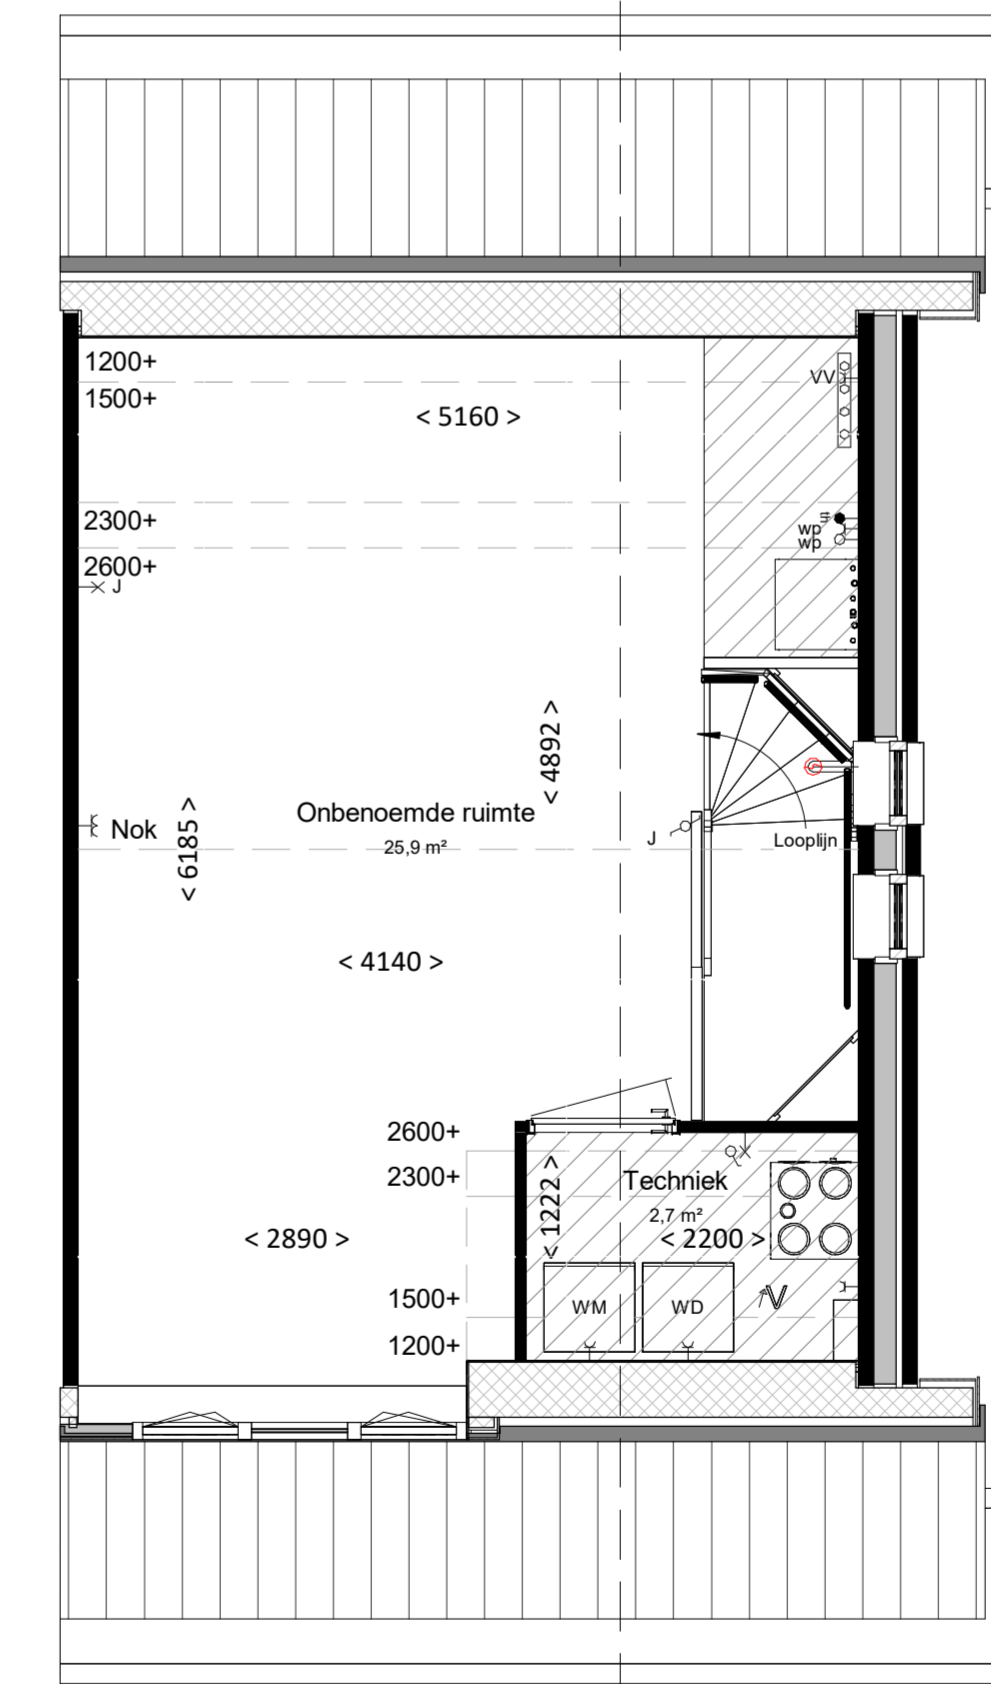 1200+
VV
1500+
< 5160 >
2300+
wp
wp
2600+
J
< 4892 >
Onbenoemde ruimte
25,9 m²
Nok
< 6185 >
J
Looplijn
< 4140 >
2600+
2300+
Techniek
2,7 m²
< 1222 >
< 2200 >
< 2890 >
1500+
WM
WD
V
1200+